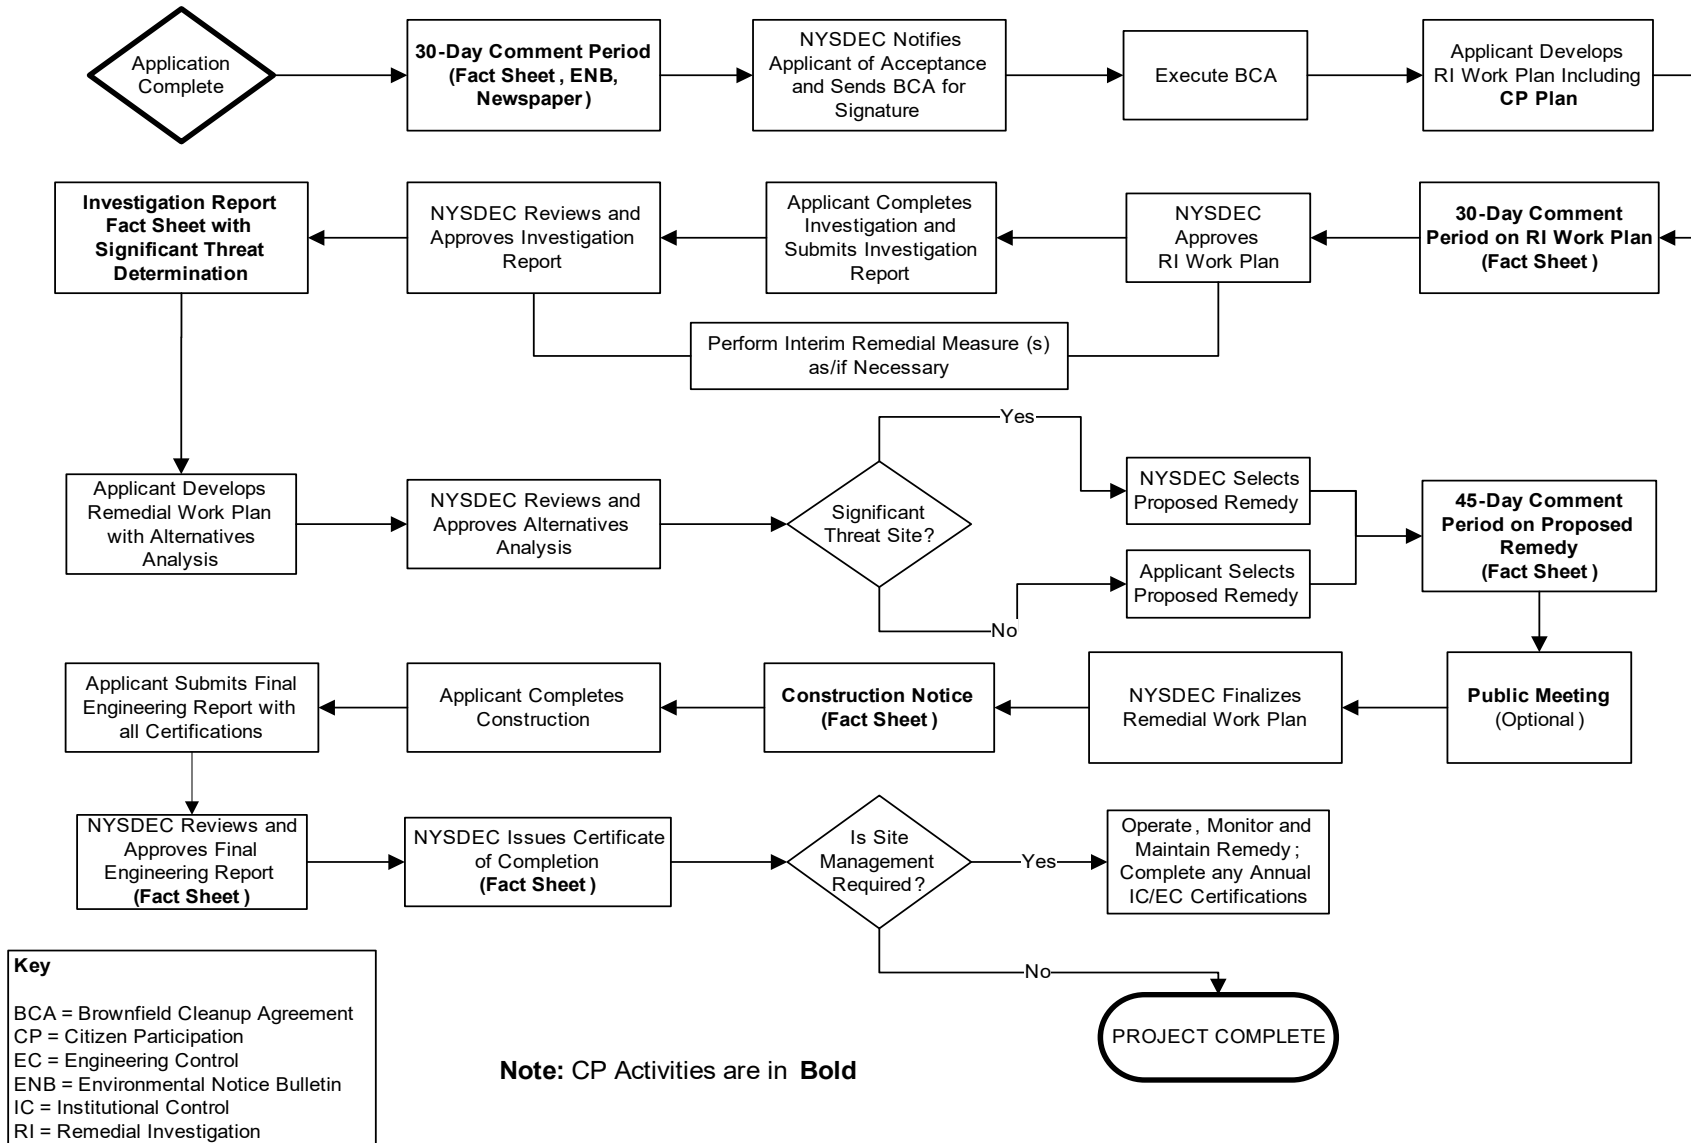 Application
Complete
30-Day Comment Period
(Fact Sheet, ENB,
Newspaper)
NYSDEC Notifies
Applicant of Acceptance
and Sends BCA for
Signature
Execute BCA
Applicant Develops
RI Work Plan Including
CP Plan
30-Day Comment
Period on RI Work Plan
(Fact Sheet)
NYSDEC
Approves
RI Work Plan
Applicant Completes
Investigation and
Submits Investigation
Report
NYSDEC Reviews and
Approves Investigation
Report
Investigation Report
Fact Sheet with
Significant Threat
Determination
Perform Interim Remedial Measure (s)
as/if Necessary
Applicant Develops
Remedial Work Plan
with Alternatives
Analysis
NYSDEC Reviews and
Approves Alternatives
Analysis
Significant
Threat Site?
Yes
NYSDEC Selects
Proposed Remedy
No
Applicant Selects
Proposed Remedy
45-Day Comment
Period on Proposed
Remedy
(Fact Sheet)
Public Meeting
(Optional)
NYSDEC Finalizes
Remedial Work Plan
Construction Notice
(Fact Sheet)
Applicant Completes
Construction
Applicant Submits Final
Engineering Report with
all Certifications
NYSDEC Reviews and
Approves Final
Engineering Report
(Fact Sheet)
NYSDEC Issues Certificate
of Completion
(Fact Sheet)
Is Site
Management
Required?
Yes
Operate, Monitor and
Maintain Remedy;
Complete any Annual
IC/EC Certifications
No
PROJECT COMPLETE
Key
BCA = Brownfield Cleanup Agreement
CP = Citizen Participation
EC = Engineering Control
ENB = Environmental Notice Bulletin
IC = Institutional Control
RI = Remedial Investigation
Note: CP Activities are in Bold